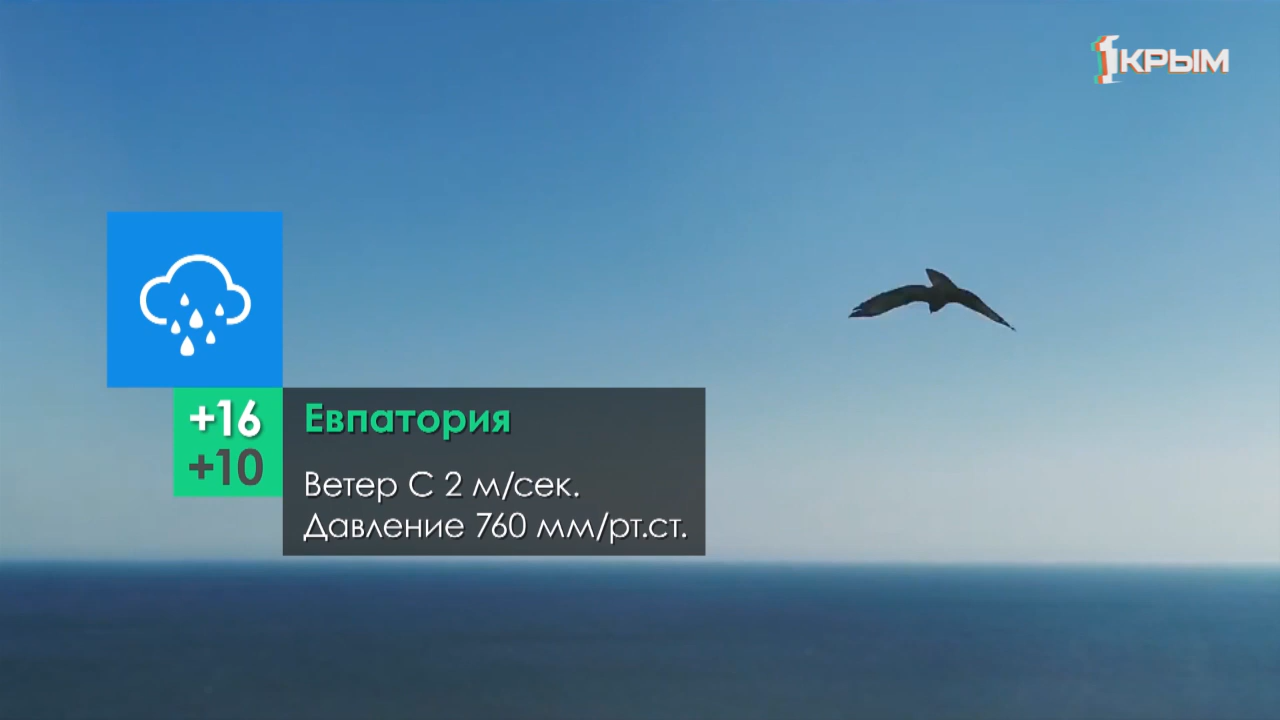 1КРЫМ
+16
+10
Евпатория
Ветер С 2 м/сек.
Давление 760 мм/рт.ст.